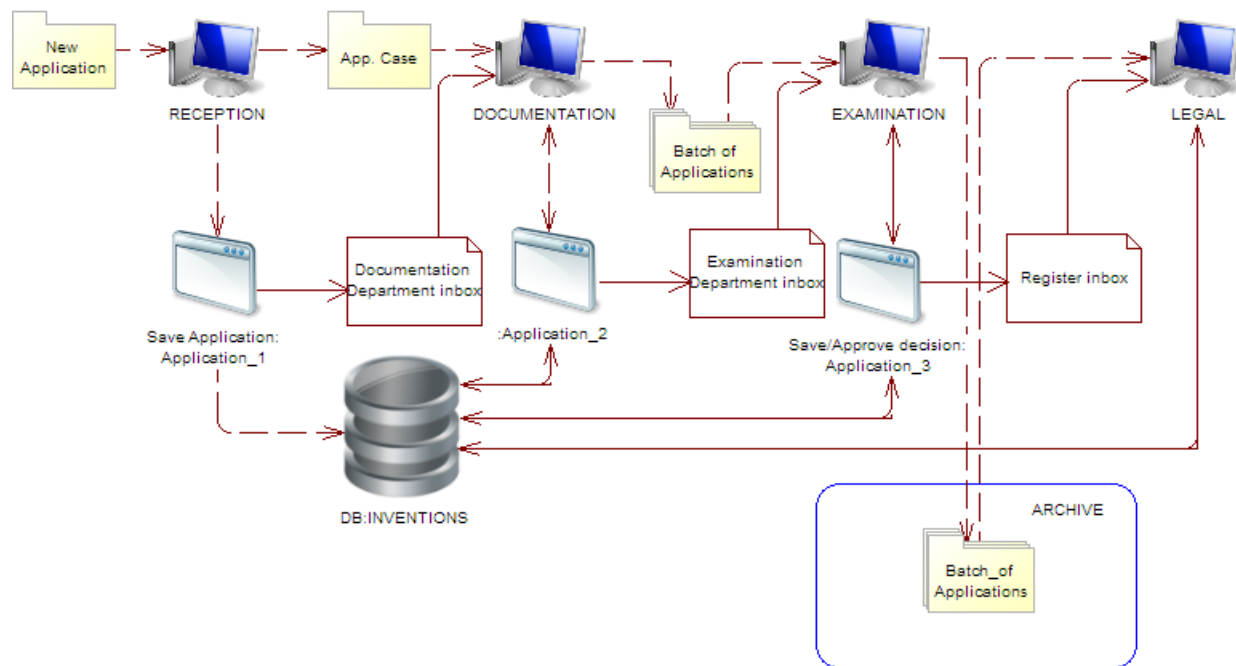 New
Application
App. Case
RECEPTION
DOCUMENTATION
EXAMINATION
LEGAL
Batch of
Applications
Documentation
Department inbox
Examination
Department inbox
Register inbox
Save Application:
Application_1
:Application_2
Save/Approve decision:
Application_3
DB:INVENTIONS
ARCHIVE
Batch_of
Applications